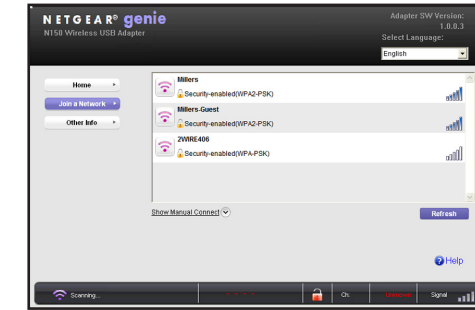 NETGEAR® genie
N150 Wireless USB Adapter
Adapter SW Version:
1.0.0.3
Select Language:
English
Home
Join a Network
Other Info
Millers
Security-enabled(WPA2-PSK)
Millers-Guest
Security-enabled(WPA2-PSK)
2WIRE406
Security-enabled(WPA-PSK)
Show Manual Connect
Refresh
Help
Scanning...
Ch:
Unknown
Signal